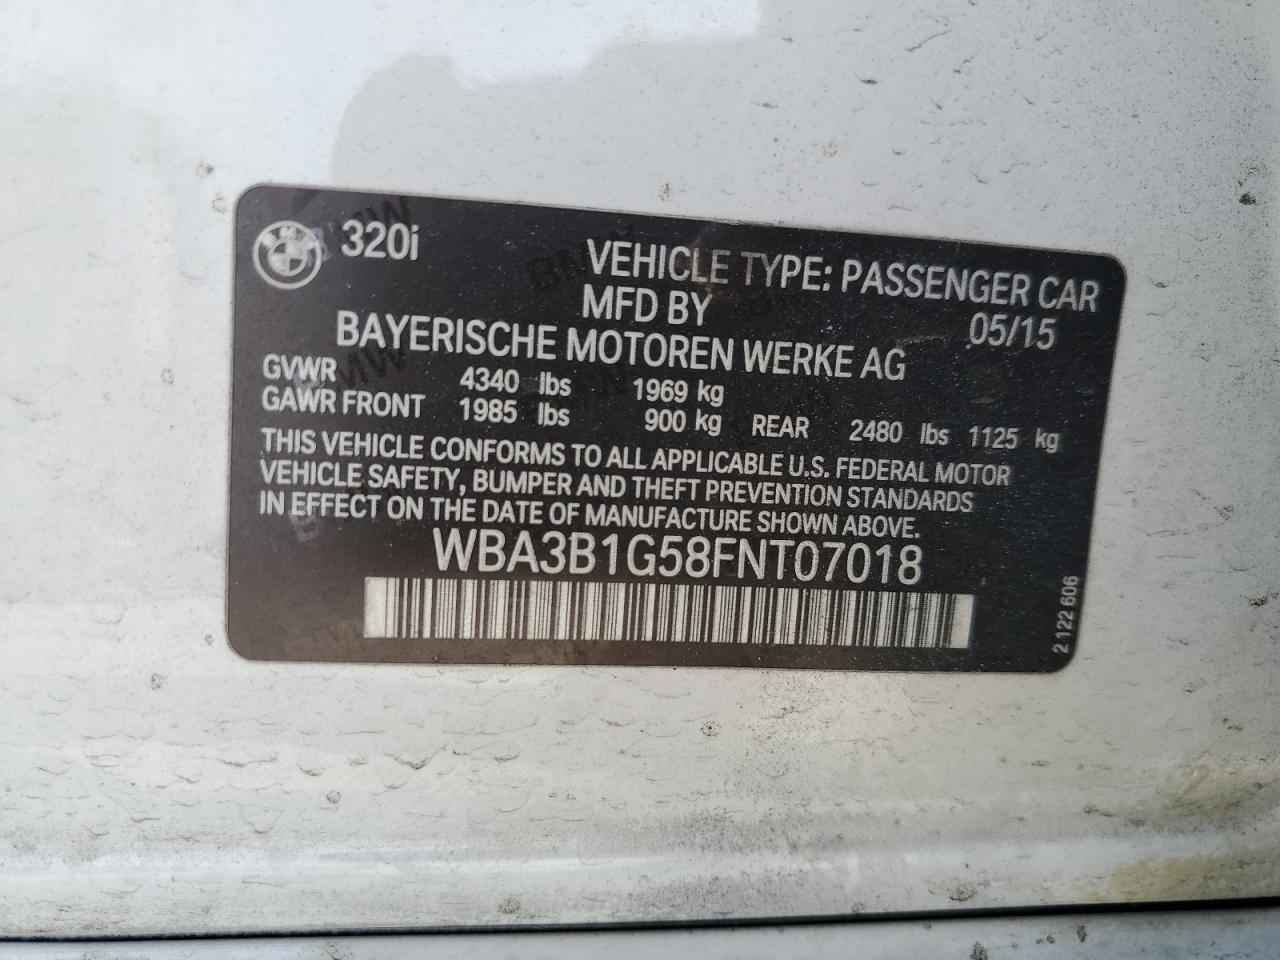 BMW 320i
VEHICLE TYPE: PASSENGER CAR
MFD BY 05/15
BAYERISCHE MOTOREN WERKE AG
GVWR 4340 lbs 1969 kg
GAWR FRONT 1985 lbs 900 kg REAR 2480 lbs 1125 kg
THIS VEHICLE CONFORMS TO ALL APPLICABLE U.S. FEDERAL MOTOR
VEHICLE SAFETY, BUMPER AND THEFT PREVENTION STANDARDS
IN EFFECT ON THE DATE OF MANUFACTURE SHOWN ABOVE.
WBA3B1G58FNT07018
2 122 606